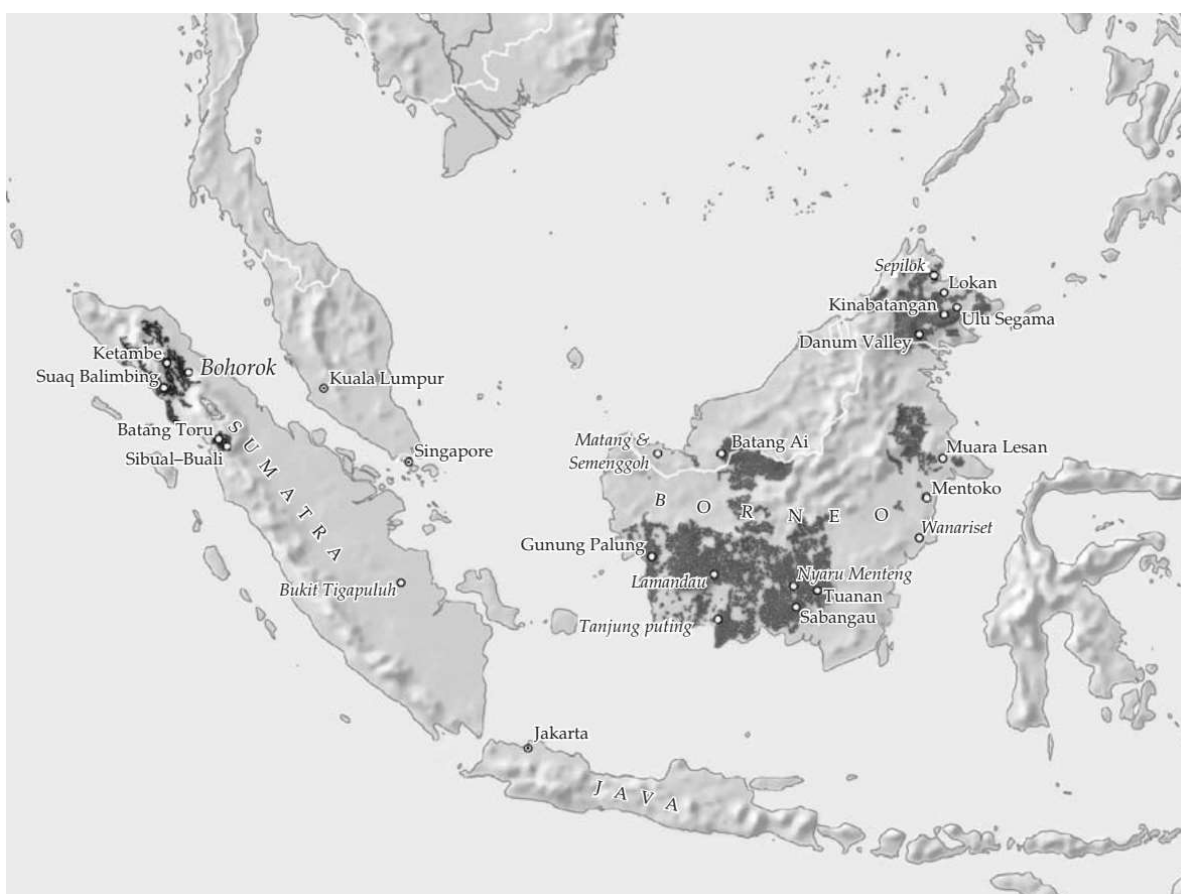 Sepilok
Lokan
Kinabatangan
Ulu Segama
Danum Valley
Ketambe
Bohorok
Suaq Balimbing
Kuala Lumpur
Batang Toru
Sibual–Buali
Singapore
SUMATRA
Matang &
Semenggoh
Batang Ai
Muara Lesan
Mentoko
BORNEO
Wanariset
Gunung Palung
Lamandau
Nyaru Menteng
Tuanan
Bukit Tigapuluh
Sabangau
Tanjung puting
Jakarta
JAVA